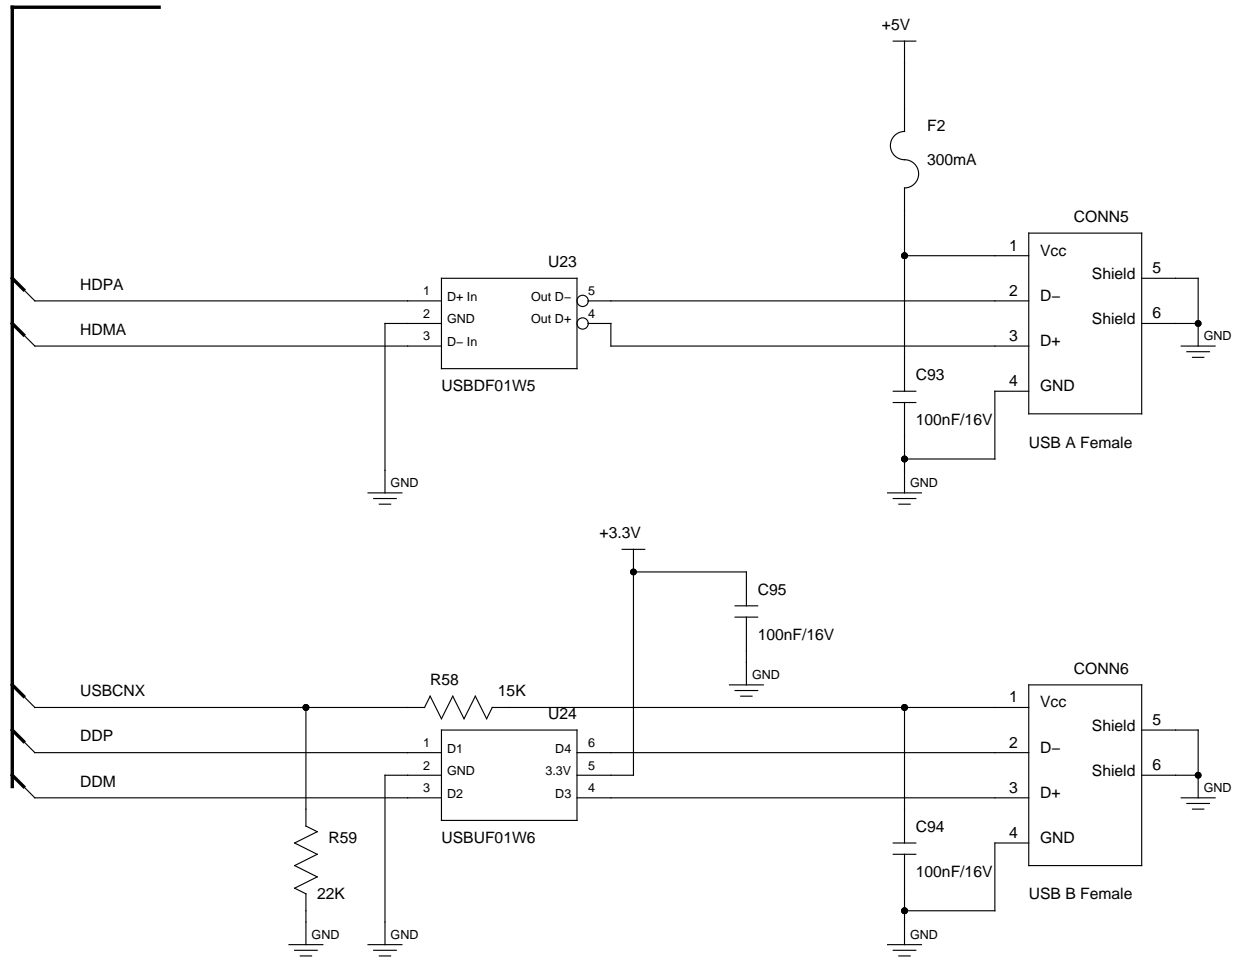 +5V
F2
300mA
CONN5
1 Vcc
Shield 5
2 D–
Shield 6
3 D+
GND
4 GND
USB A Female
C93
100nF/16V
GND
HDPA
HDMA
U23
1 D+ In Out D– 5
2 GND Out D+ 4
3 D– In
USBDF01W5
GND
+3.3V
C95
100nF/16V
GND
USBCNX
R58
15K
DDP
DDM
U24
1 D1 D4 6
2 GND 3.3V 5
3 D2 D3 4
USBUF01W6
R59
22K
GND
GND
CONN6
1 Vcc
Shield 5
2 D–
Shield 6
3 D+
GND
4 GND
USB B Female
C94
100nF/16V
GND